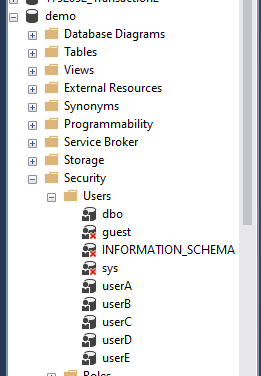 demo
Database Diagrams
Tables
Views
External Resources
Synonyms
Programmability
Service Broker
Storage
Security
Users
dbo
guest
INFORMATION_SCHEMA
sys
userA
userB
userC
userD
userE
Roles